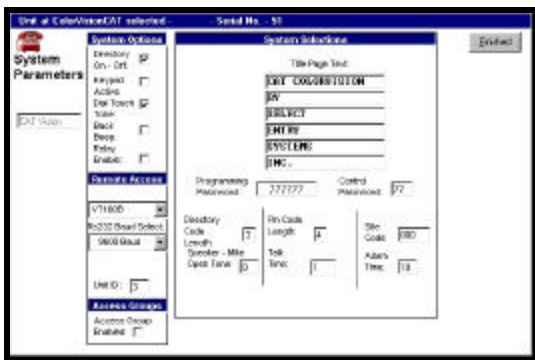 Unit at ColorVisionCAT selected - - Serial No. - 51
System Parameters
CAT Vision
System Options
Directory On - Off:
Keypad Active
Dial Touch Tone:
Back Beep:
Relay Enable:
Remote Access
VT100B
Rs232 Baud Select
9600 Baud
Unit ID: 5
Access Groups
Access Group Enabled
System Selections
Title Page Text:
CAT COLORVISION
BY
SELECT
ENTRY
SYSTEMS
INC.
Programming Password: 777777
Control Password: 77
Directory Code Length: 3
Speaker - Mike Open Time: 0
Pin Code Length: 4
Talk Time: 1
Site Code: 000
Alarm Time: 10
Finished